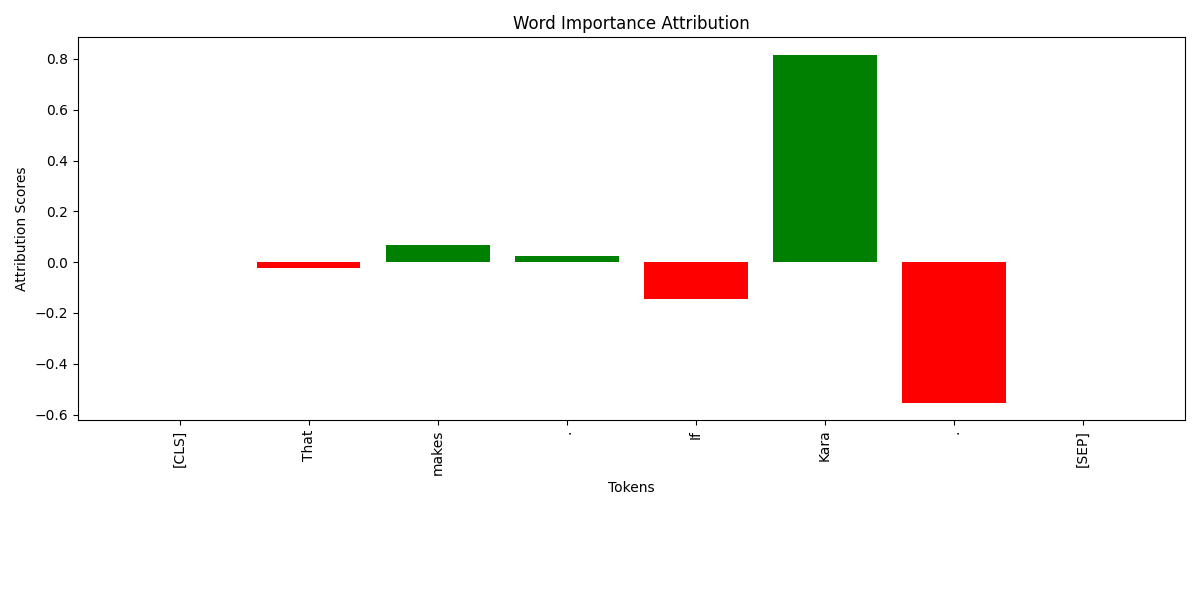 Word Importance Attribution
Attribution Scores
0.8
0.6
0.4
0.2
0.0
−0.2
−0.4
−0.6
[CLS]
That
makes
.
If
Kara
.
[SEP]
Tokens